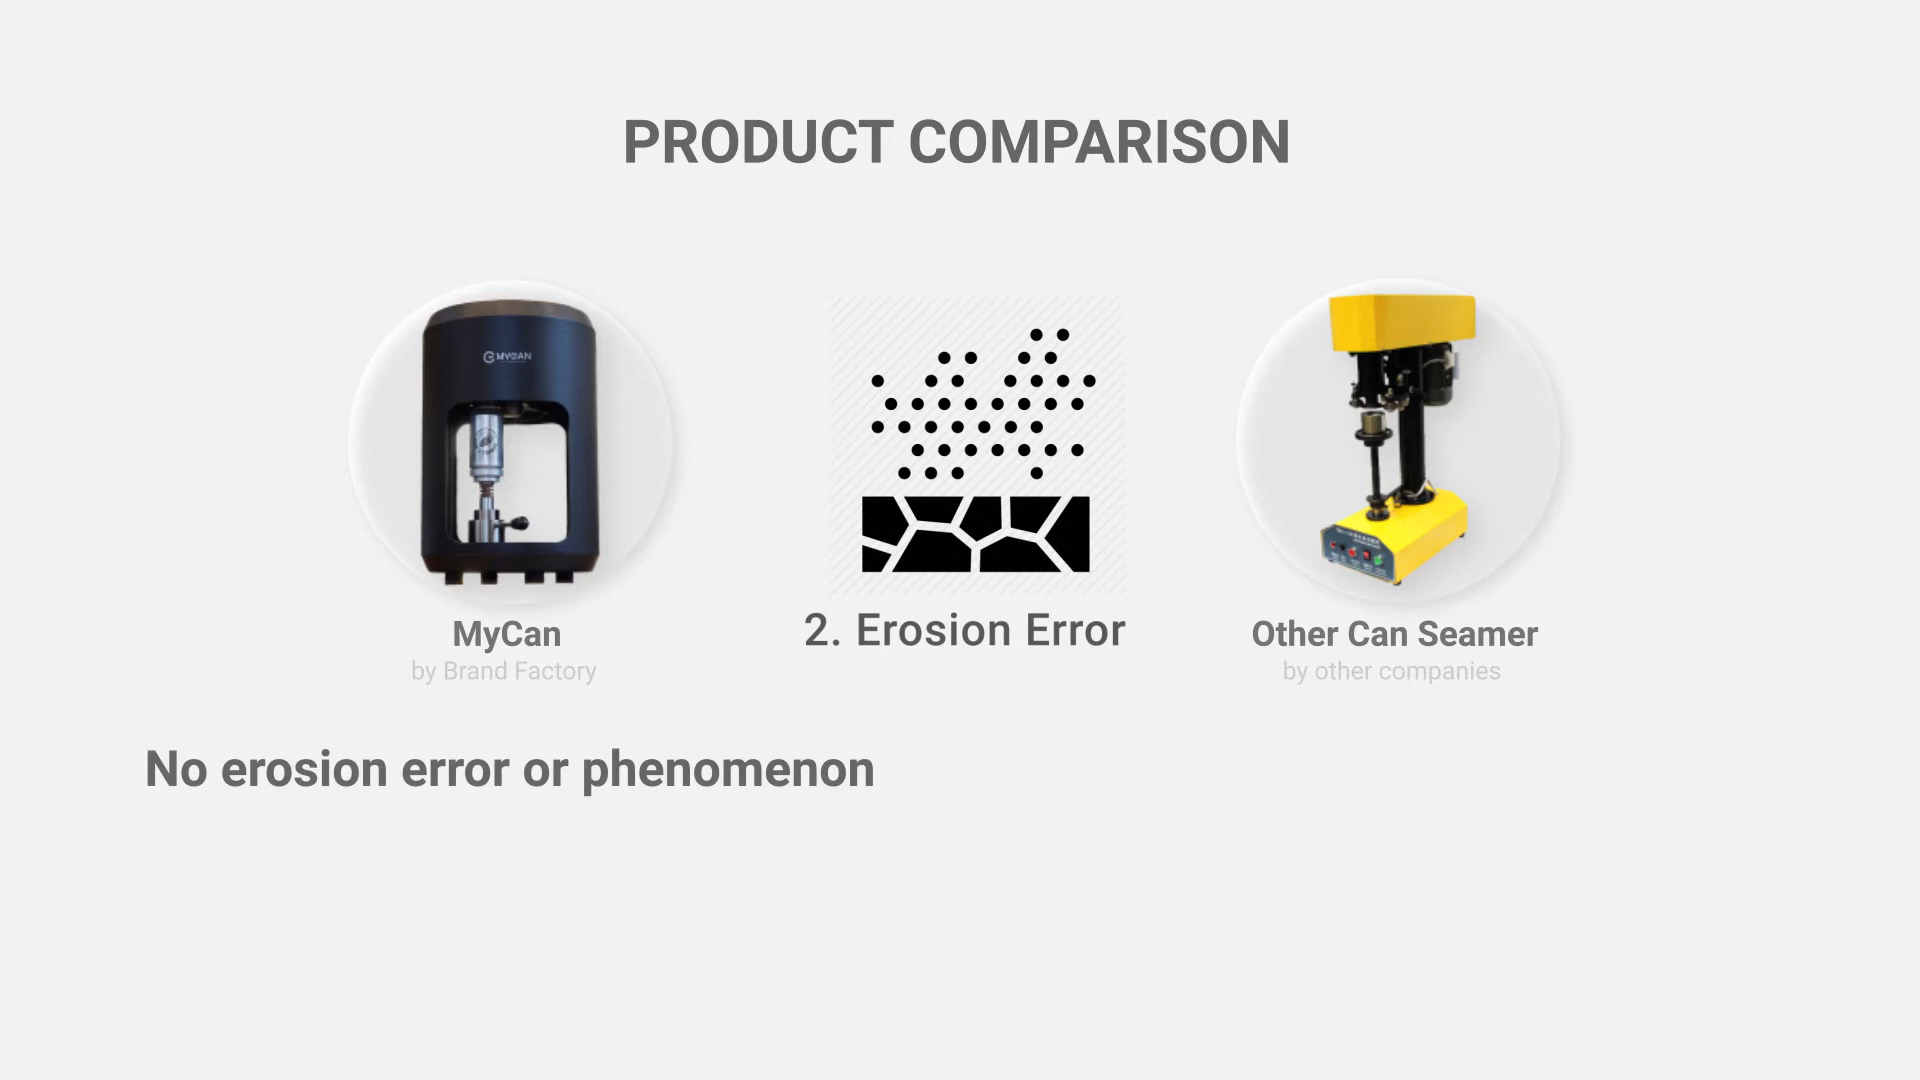 PRODUCT COMPARISON
MYCAN
MyCan
by Brand Factory
2. Erosion Error
Other Can Seamer
by other companies
No erosion error or phenomenon